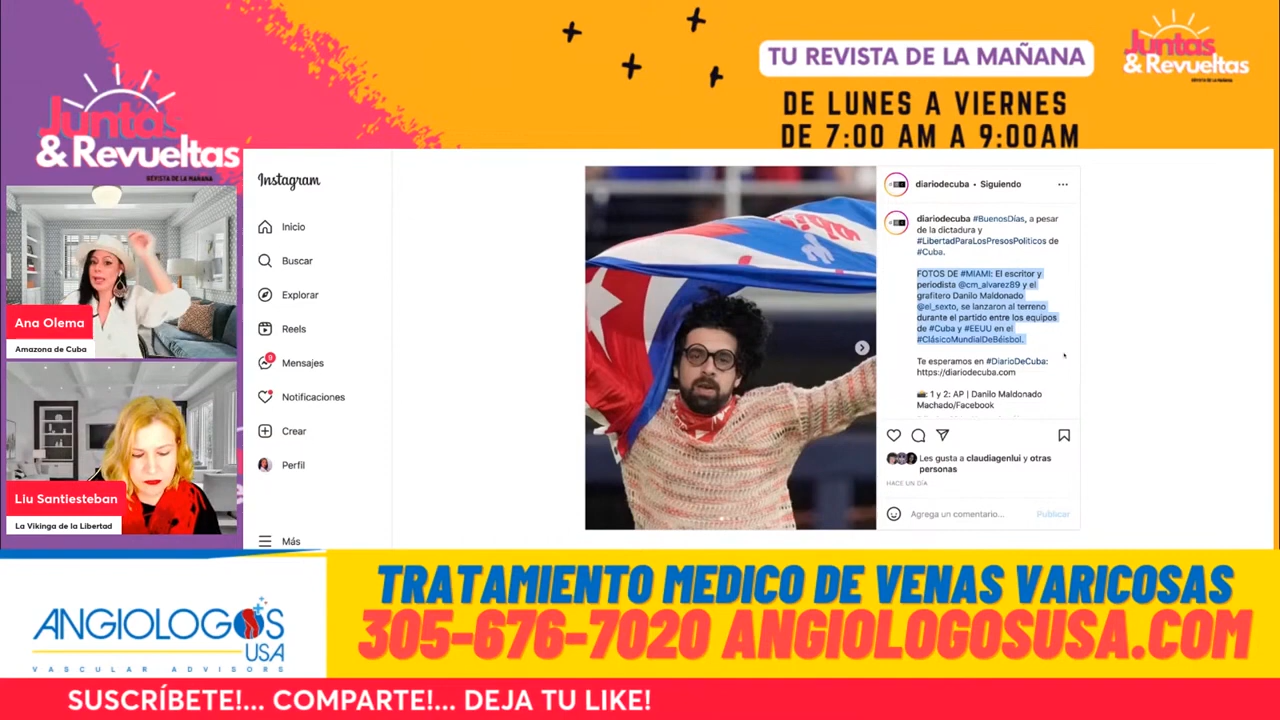 TU REVISTA DE LA MAÑANA
Juntas
& Revueltas
DE LUNES A VIERNES
DE 7:00 AM A 9:00AM
Juntas
& Revueltas
REVISTA DE LA MAÑANA
Ana Olema
Amazona de Cuba
Liu Santiesteban
La Vikinga de la Libertad
Instagram
Inicio
Buscar
Explorar
Reels
Mensajes
Notificaciones
Crear
Perfil
Más
diariodecuba • Siguiendo
diariodecuba #BuenosDías, a pesar
de la dictadura y
#LibertadParaLosPresosPolíticos de
#Cuba.
FOTOS DE #MIAMI: El escritor y
periodista @cm_alvarez89 y el
grafitero Danilo Maldonado
@el_sexto, se lanzaron al terreno
durante el partido entre los equipos
de #Cuba y #EEUU en el
#ClásicoMundialDeBéisbol.
Te esperamos en #DiarioDeCuba:
https://diariodecuba.com
📸: 1 y 2: AP | Danilo Maldonado
Machado/Facebook
Les gusta a claudiagenlui y otras
personas
HACE UN DÍA
Agrega un comentario...
Publicar
ANGIOLOGOS
USA
VASCULAR ADVISORS
TRATAMIENTO MEDICO DE VENAS VARICOSAS
305-676-7020 ANGIOLOGOSUSA.COM
SUSCRÍBETE!... COMPARTE!... DEJA TU LIKE!